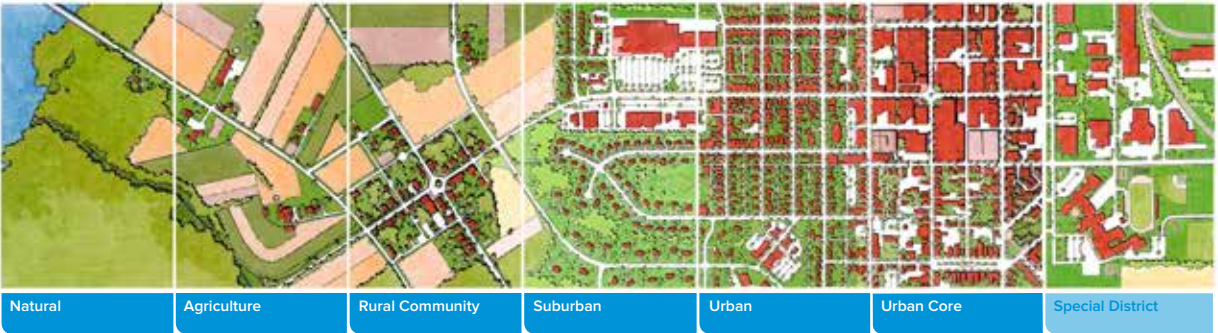 Natural
Agriculture
Rural Community
Suburban
Urban
Urban Core
Special District